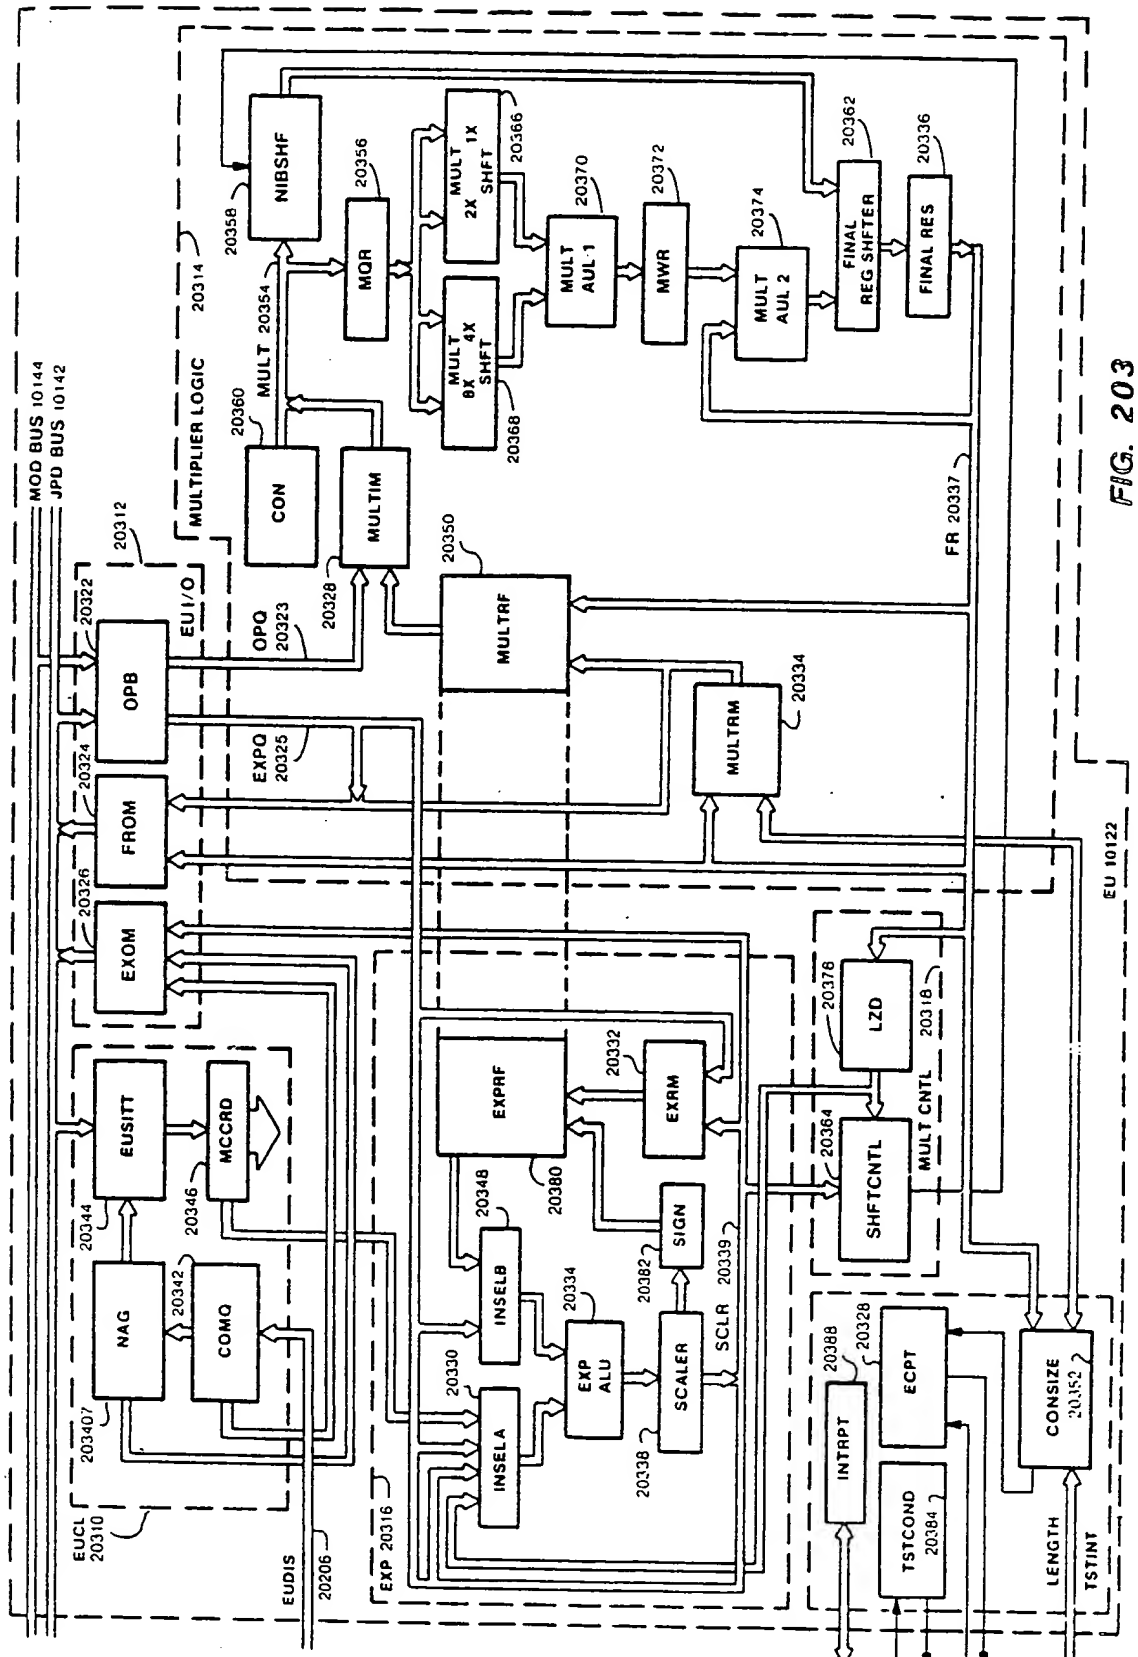 MOD BUS 10144
JPD BUS 10142
EUCL
20310
NAG
203407
COMQ
20342
EUSITT
20344
MCCRD
20346
EUDIS
20206
20312
EU I/O
EXOM
20326
FROM
20324
OPB
20322
EXPQ
20325
OPQ
20323
MULTIPLIER LOGIC
20314
CON
20360
MULT 20354
NIBSHF
20358
MULTIM
20328
MQR
20356
MULT
8X 4X
SHFT
20368
MULT
2X 1X
SHFT
20366
MULT
AUL 1
20370
MWR
20372
MULT
AUL 2
20374
FINAL
REG SHFTER
20362
FINAL RES
20336
FR 20337
MULTRF
20350
MULTRM
20334
EXP 20316
EXPRF
20380
INSELA
20330
INSELB
20348
EXP
ALU
20334
SCALER
20338
SIGN
20382
EXRM
20332
SCLR 20339
SHFTCNTL
20364
LZD
20378
MULT CNTL 20318
INTRPT
20388
ECPT
20328
TSTCOND
20384
CONSIZE
20352
LENGTH
TSTINT
EU 10122
FIG. 203